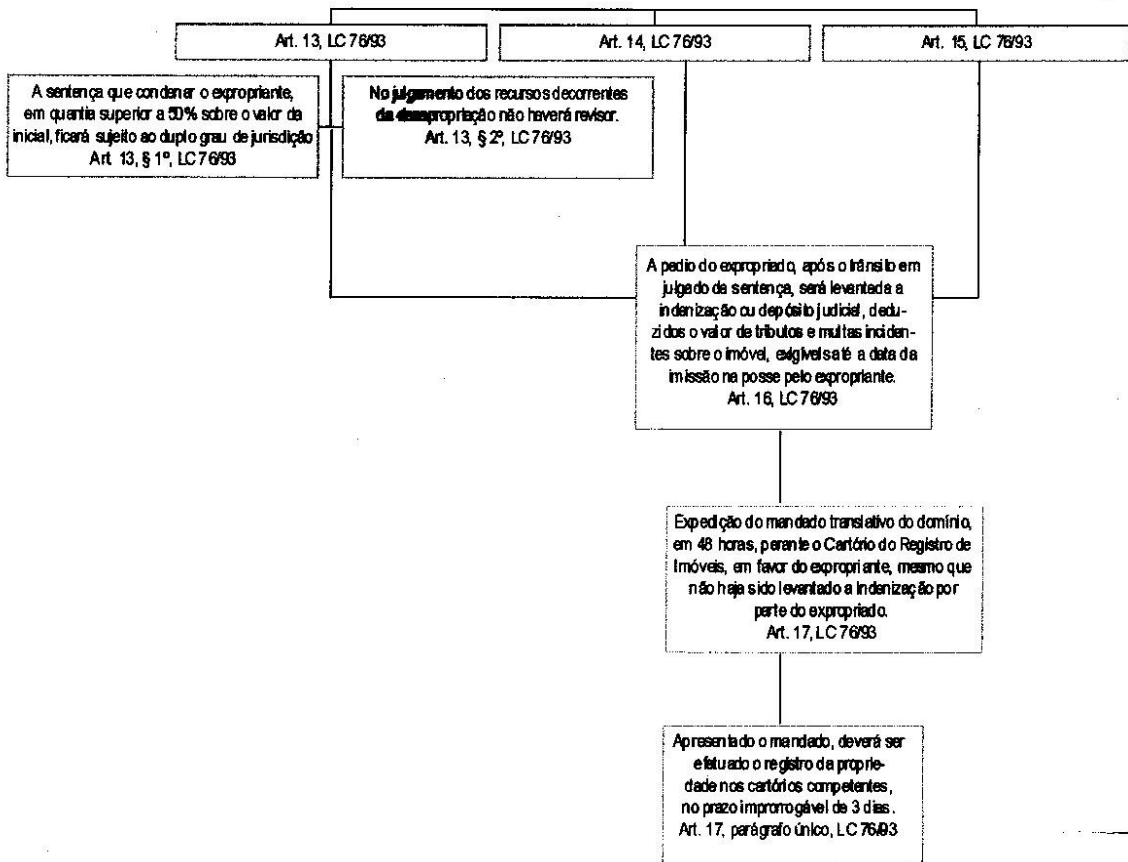 Art. 13, LC 76/93
Art. 14, LC 76/93
Art. 15, LC 76/93
A sentença que condenar o expropriante,
em quantia superior a 50% sobre o valor da
inicial, ficará sujeito ao duplo grau de jurisdição
Art. 13, § 1º, LC 76/93
No julgamento dos recursos decorrentes
da desapropriação não haverá revisor.
Art. 13, § 2º, LC 76/93
A pedio do expropriado, após o trânsito em
julgado da sentença, será levantada a
indenização ou depósito judicial, dedu-
zidos o valor de tributos e multas inciden-
tes sobre o imóvel, exigíveis até a data da
imissão na posse pelo expropriante.
Art. 16, LC 76/93
Expedição do mandado translativo do domínio,
em 48 horas, perante o Cartório do Registro de
Imóveis, em favor do expropriante, mesmo que
não haja sido levantado a indenização por
parte do expropriado.
Art. 17, LC 76/93
Apresentado o mandado, deverá ser
efetuado o registro da proprie-
dade nos cartórios competentes,
no prazo improrrogável de 3 dias.
Art. 17, parágrafo único, LC 76/93